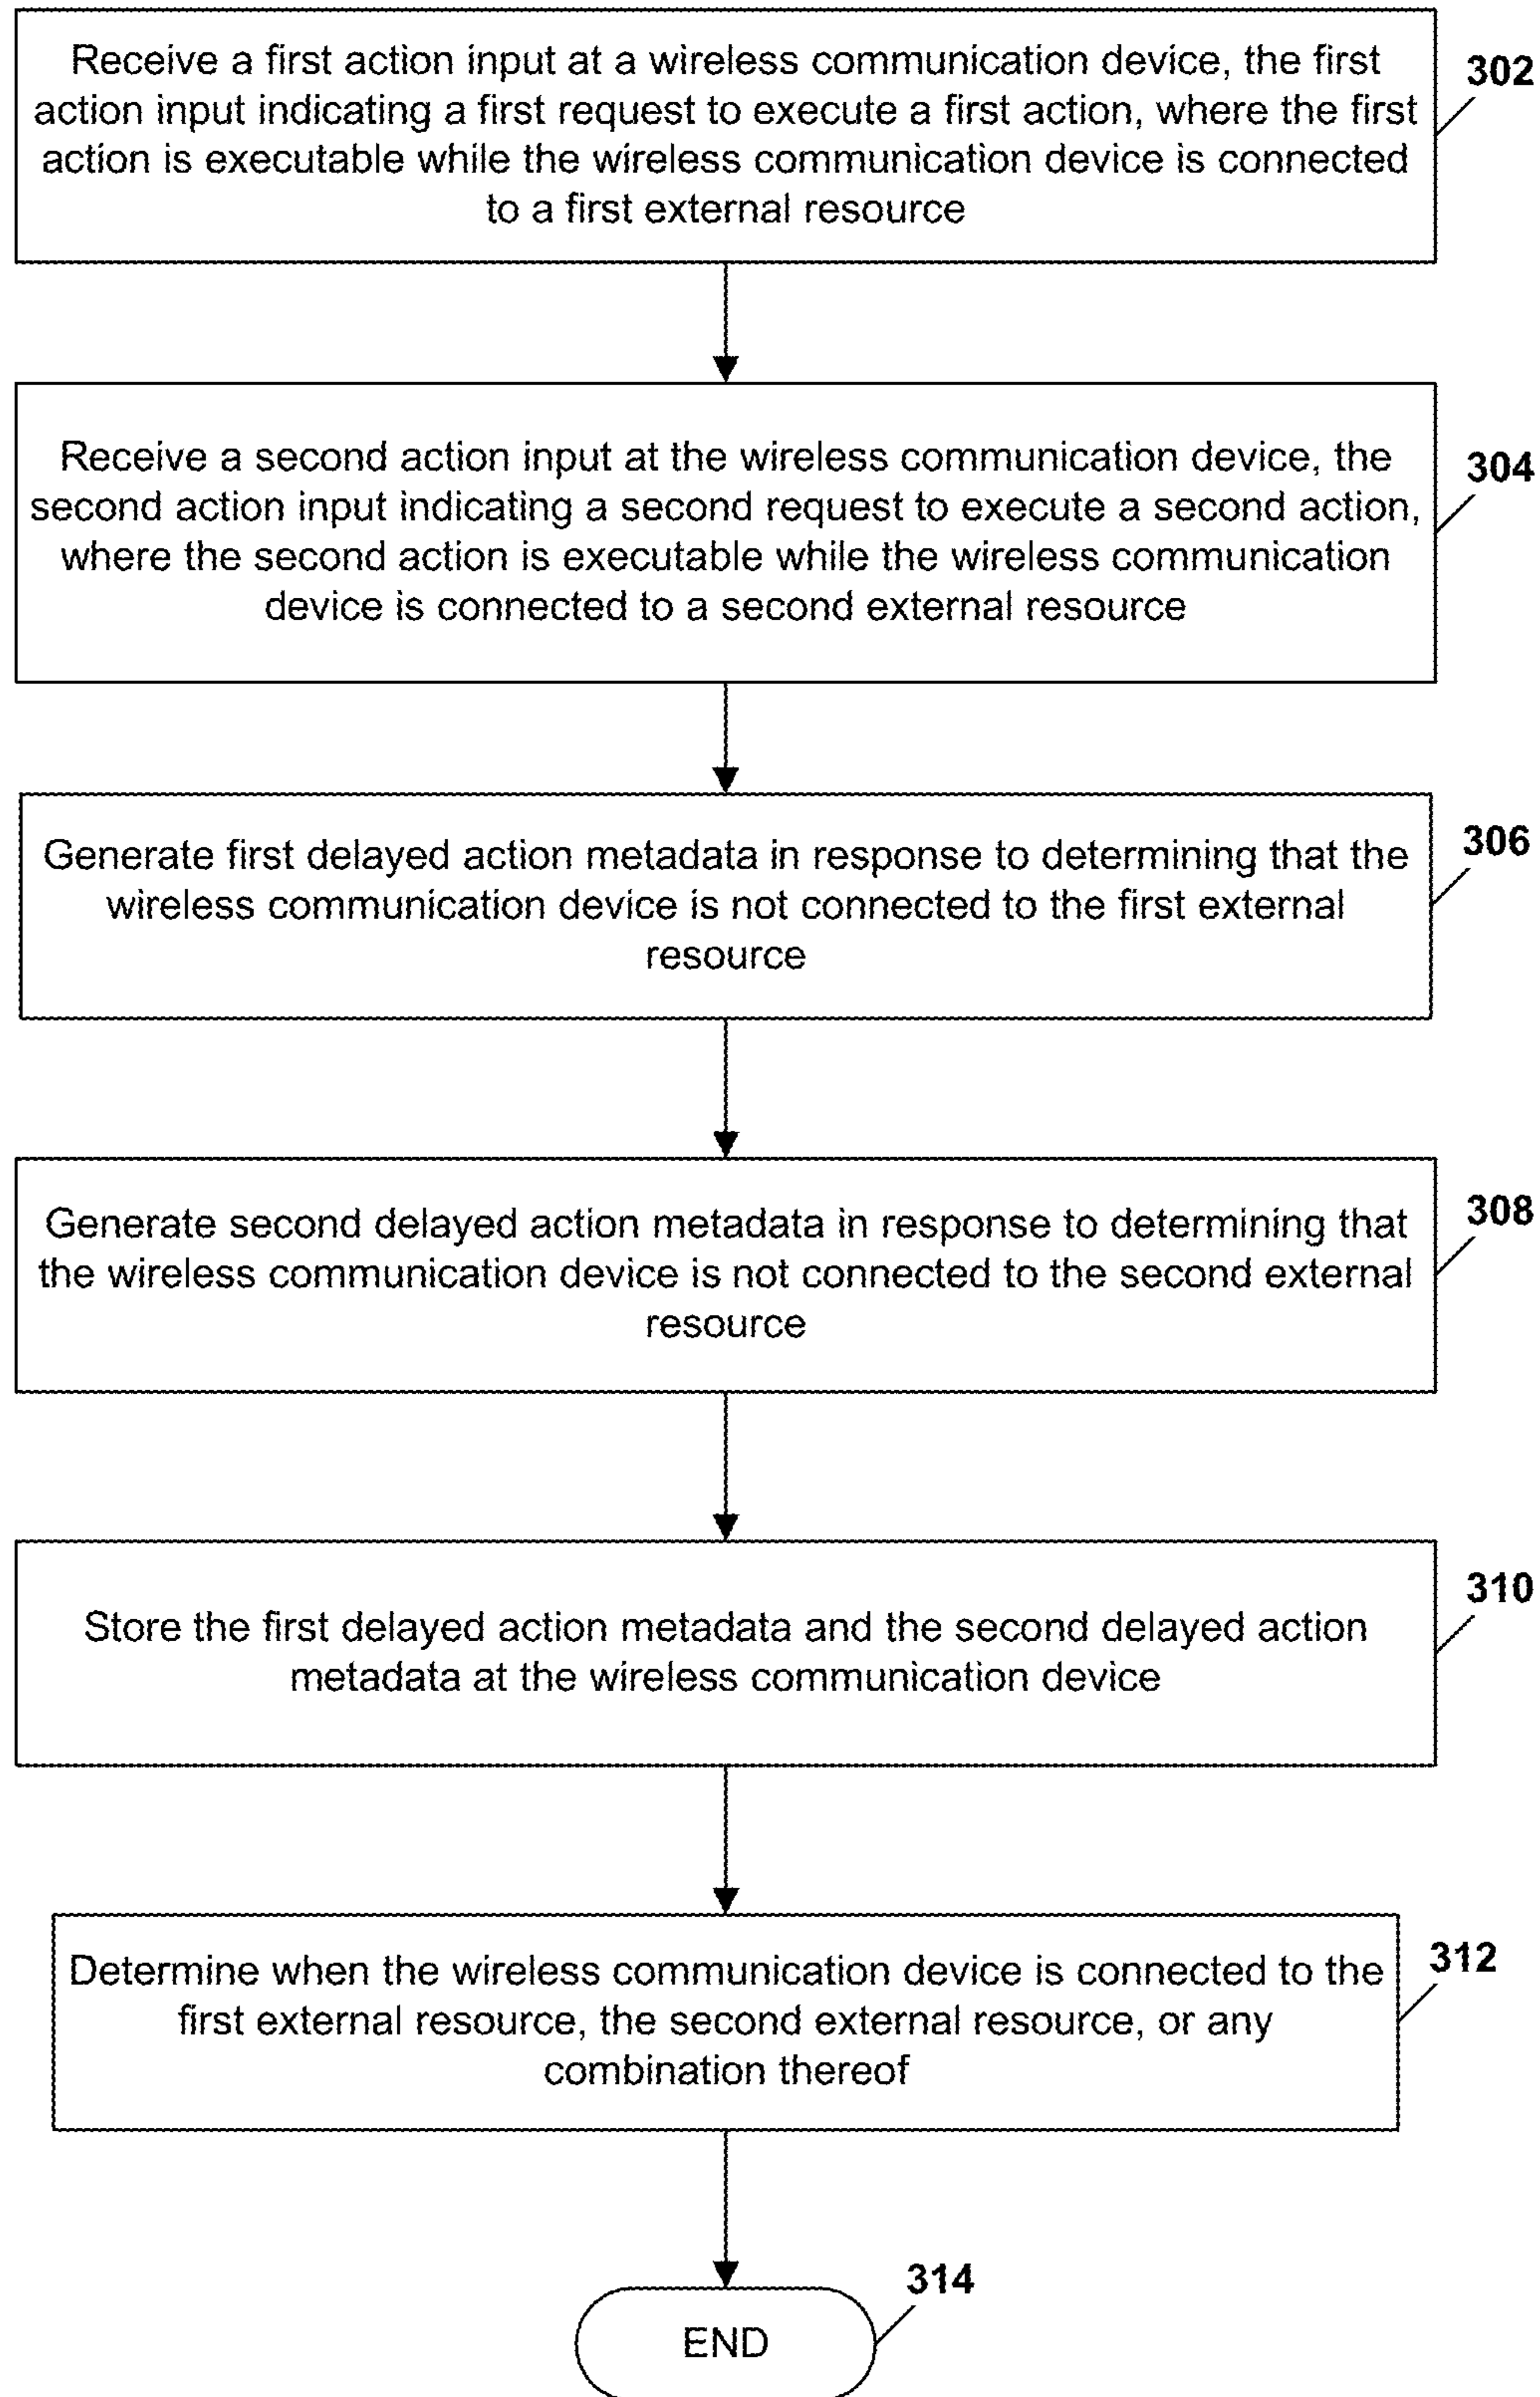 Receive a first action input at a wireless communication device, the first
action input indicating a first request to execute a first action, where the first
action is executable while the wireless communication device is connected
to a first external resource
302
Receive a second action input at the wireless communication device, the
second action input indicating a second request to execute a second action,
where the second action is executable while the wireless communication
device is connected to a second external resource
304
Generate first delayed action metadata in response to determining that the
wireless communication device is not connected to the first external
resource
306
Generate second delayed action metadata in response to determining that
the wireless communication device is not connected to the second external
resource
308
Store the first delayed action metadata and the second delayed action
metadata at the wireless communication device
310
Determine when the wireless communication device is connected to the
first external resource, the second external resource, or any
combination thereof
312
END
314